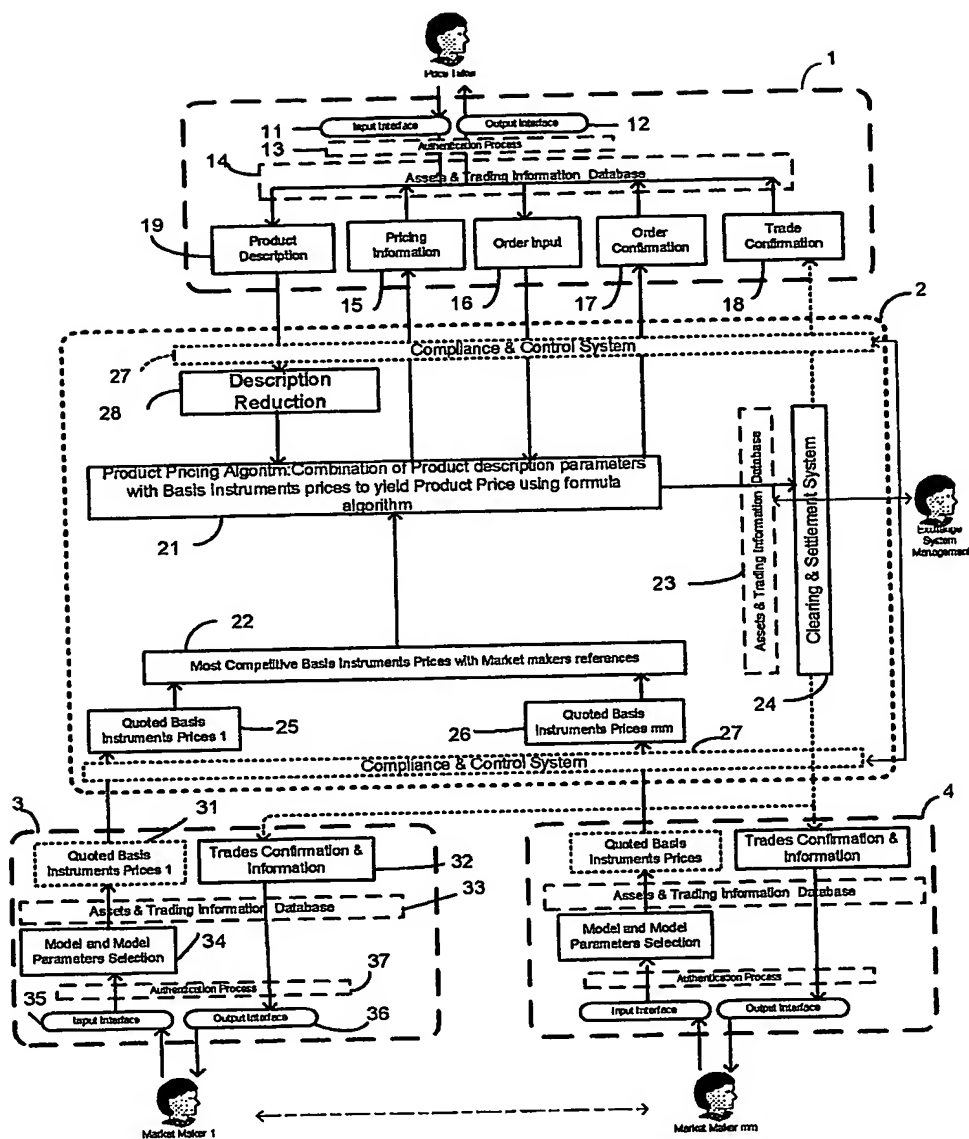 Price Taker
1
11
Input Interface
Output Interface
12
Authentication Process
13
14
Assets & Trading Information Database
19
Product
Description
Pricing
Information
Order Input
Order
Confirmation
Trade
Confirmation
15
16
17
18
2
Compliance & Control System
27
28
Description
Reduction
Product Pricing Algoritm:Combination of Product description parameters
with Basis Instruments prices to yield Product Price using formula
algorithm
21
Assets & Trading Information Database
Clearing & Settlement System
23
24
Exchange
System
Management
22
Most Competitive Basis Instruments Prices with Market makers references
Quoted Basis
Instruments Prices 1
25
26
Quoted Basis
Instruments Prices mm
27
Compliance & Control System
3
31
Quoted Basis
Instruments Prices 1
Trades Confirmation &
Information
32
33
Assets & Trading Information Database
Model and Model
Parameters Selection
34
37
Authentication Process
35
Input Interface
Output Interface
36
Market Maker 1
4
Quoted Basis
Instruments Prices
Trades Confirmation &
Information
Assets & Trading Information Database
Model and Model
Parameters Selection
Authentication Process
Input Interface
Output Interface
Market Maker mm